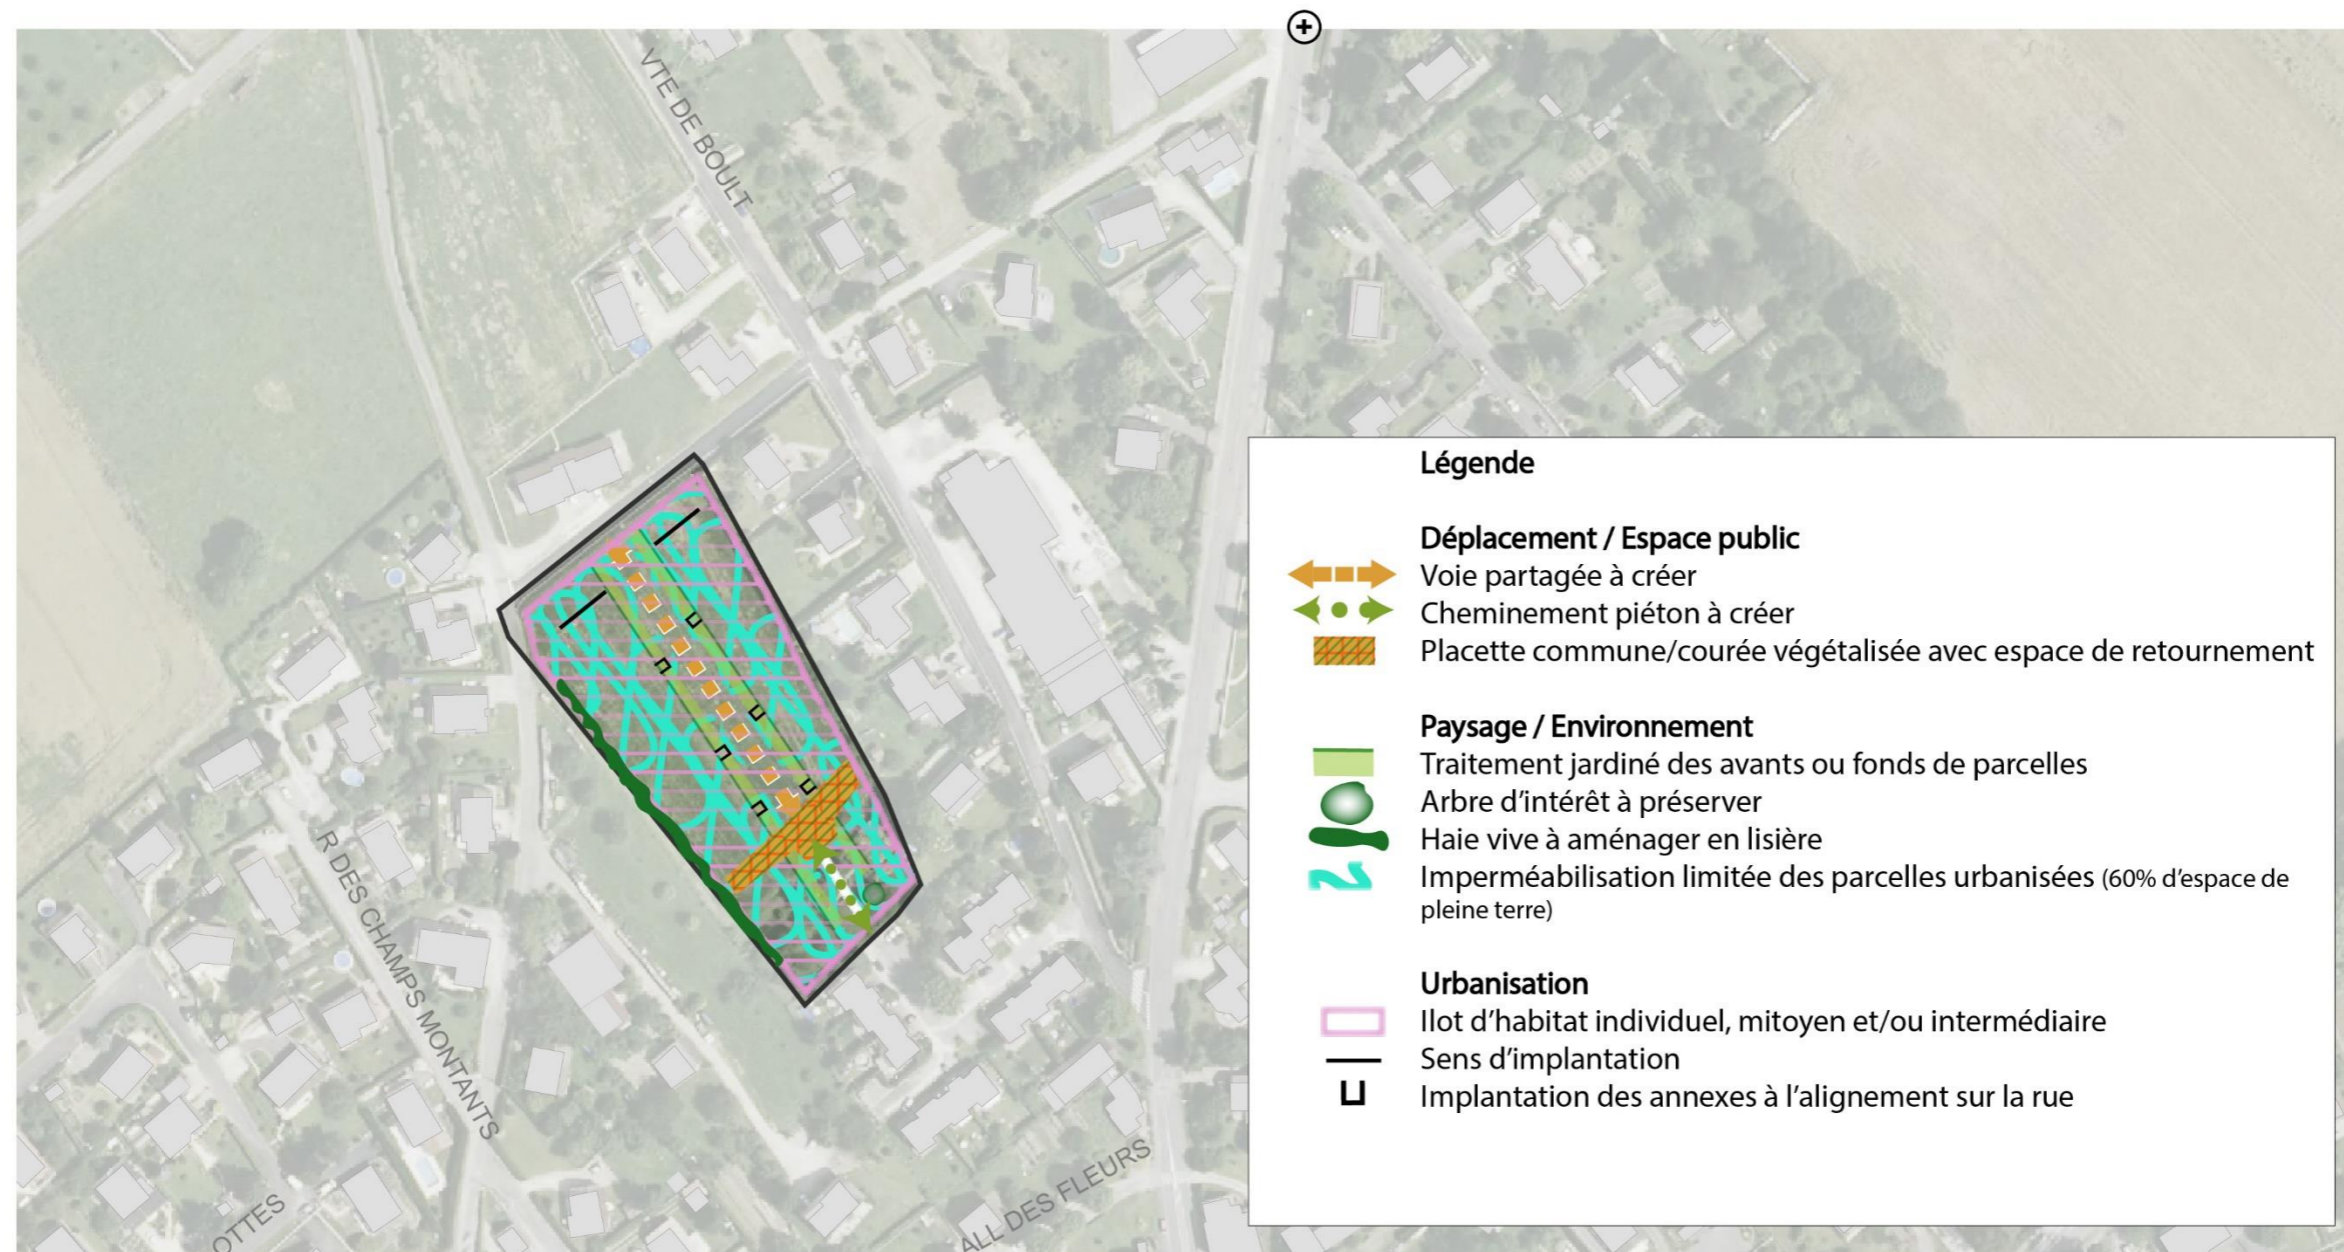 VTE DE BOULT
R DES CHAMPS MONTANTS
OTTES
ALL DES FLEURS
Légende
Déplacement / Espace public
Voie partagée à créer
Cheminement piéton à créer
Placette commune/courée végétalisée avec espace de retournement
Paysage / Environnement
Traitement jardiné des avants ou fonds de parcelles
Arbre d'intérêt à préserver
Haie vive à aménager en lisière
Imperméabilisation limitée des parcelles urbanisées (60% d'espace de
pleine terre)
Urbanisation
Ilot d'habitat individuel, mitoyen et/ou intermédiaire
Sens d'implantation
Implantation des annexes à l'alignement sur la rue